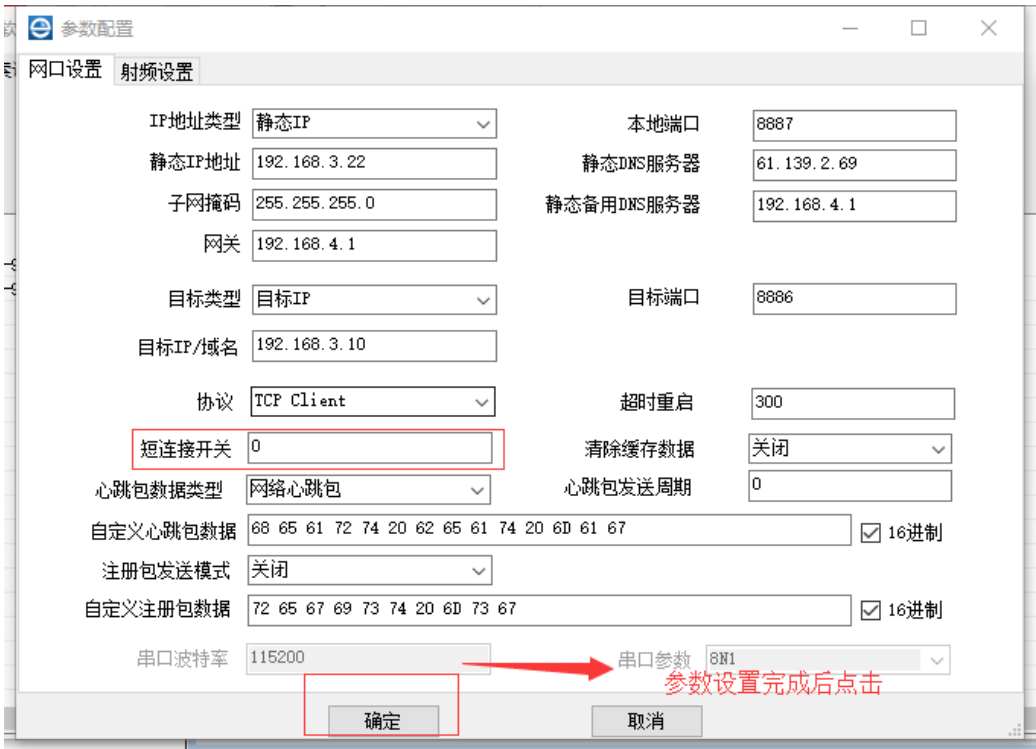 参数配置
网口设置 射频设置
IP地址类型 静态IP 本地端口 8887
静态IP地址 192.168.3.22 静态DNS服务器 61.139.2.69
子网掩码 255.255.255.0 静态备用DNS服务器 192.168.4.1
网关 192.168.4.1
目标类型 目标IP 目标端口 8886
目标IP/域名 192.168.3.10
协议 TCP Client 超时重启 300
短连接开关 0 清除缓存数据 关闭
心跳包数据类型 网络心跳包 心跳包发送周期 0
自定义心跳包数据 68 65 61 72 74 20 62 65 61 74 20 6D 61 67 16进制
注册包发送模式 关闭
自定义注册包数据 72 65 67 69 73 74 20 6D 73 67 16进制
串口波特率 115200 串口参数 8N1
参数设置完成后点击
确定 取消